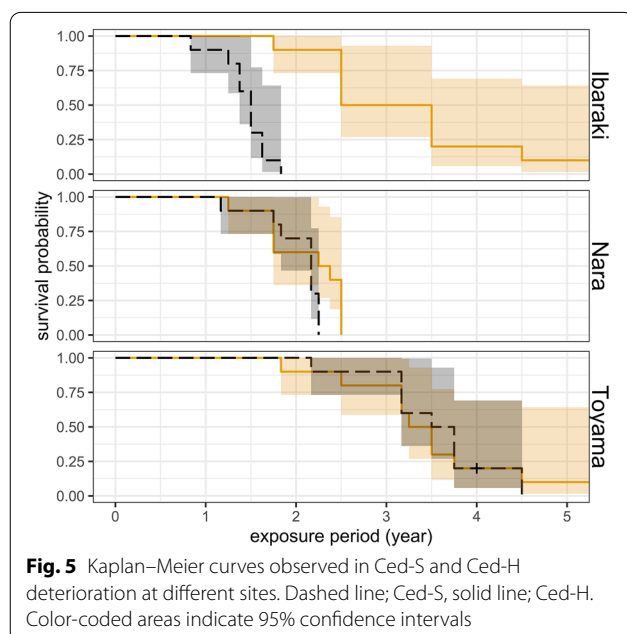 1.00
0.75
0.50
0.25
0.00
Ibaraki
1.00
0.75
0.50
0.25
0.00
Nara
survival probability
1.00
0.75
0.50
0.25
0.00
Toyama
0 1 2 3 4 5
exposure period (year)
Fig. 5 Kaplan–Meier curves observed in Ced-S and Ced-H
deterioration at different sites. Dashed line; Ced-S, solid line; Ced-H.
Color-coded areas indicate 95% confidence intervals